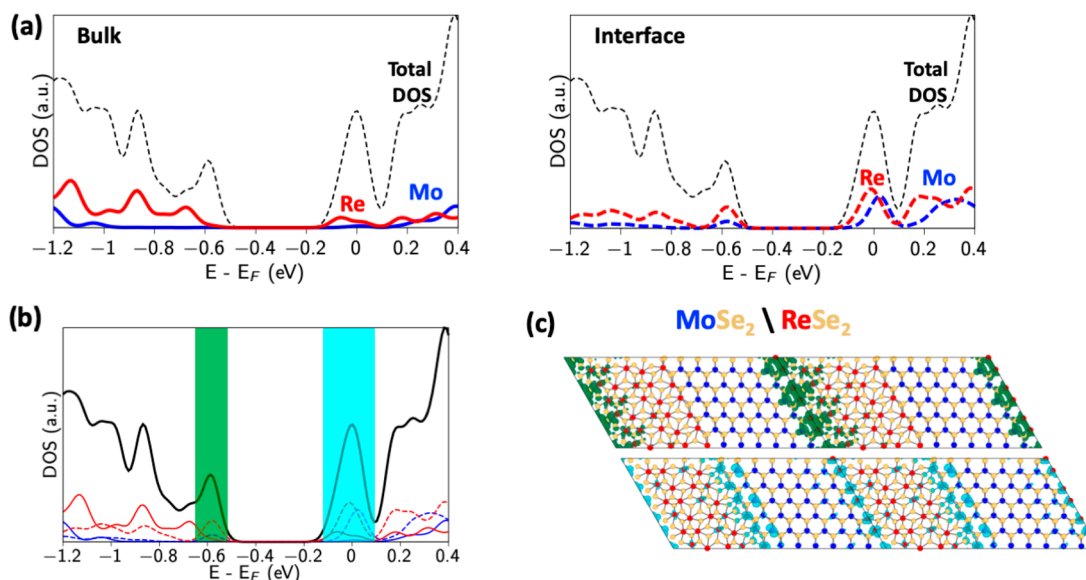 (a)
Bulk
Total
DOS
Re
Mo
DOS (a.u.)
−1.2 −1 −0.8 −0.6 −0.4 −0.2 0 0.2 0.4
E - E_F (eV)
Interface
Total
DOS
Re
Mo
DOS (a.u.)
−1.2 −1 −0.8 −0.6 −0.4 −0.2 0 0.2 0.4
E - E_F (eV)
(b)
DOS (a.u.)
−1.2 −1 −0.8 −0.6 −0.4 −0.2 0 0.2 0.4
E - E_F (eV)
(c)
MoSe₂ \ ReSe₂